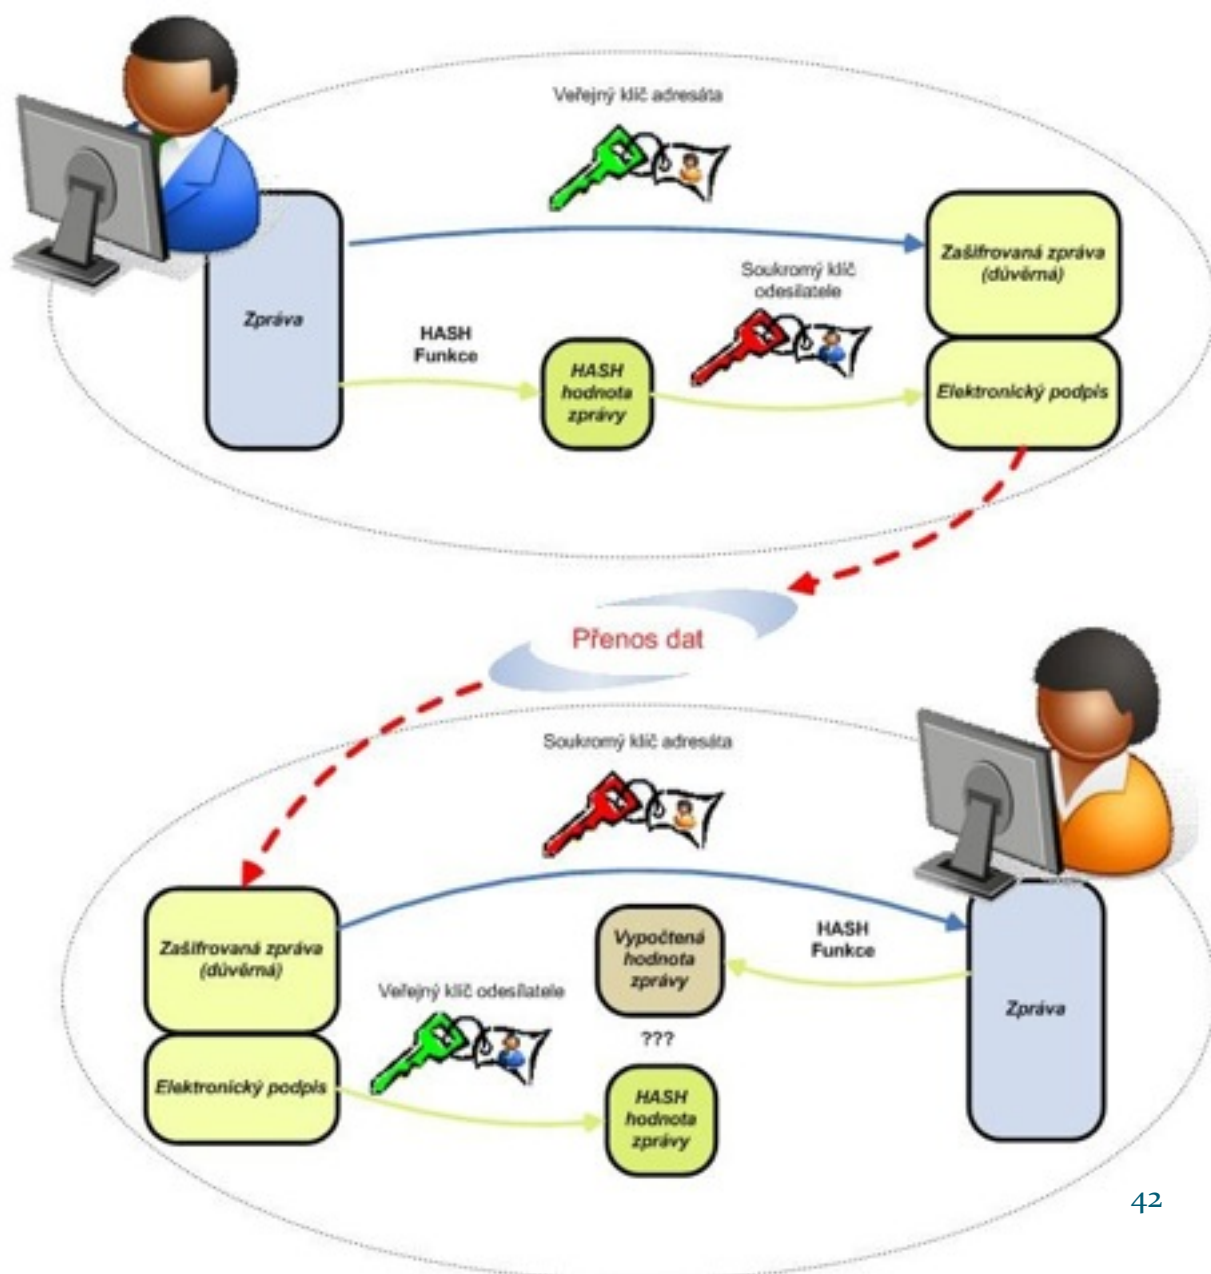 Veřejný klíč adresáta
Zašifrovaná zpráva
(důvěrná)
Soukromý klíč
odesilatele
Zpráva
HASH
Funkce
HASH
hodnota
zprávy
Elektronický podpis
Přenos dat
Soukromý klíč adresáta
Zašifrovaná zpráva
(důvěrná)
Vypočtená
hodnota
zprávy
HASH
Funkce
Veřejný klíč odesílatele
Zpráva
???
Elektronický podpis
HASH
hodnota
zprávy
42